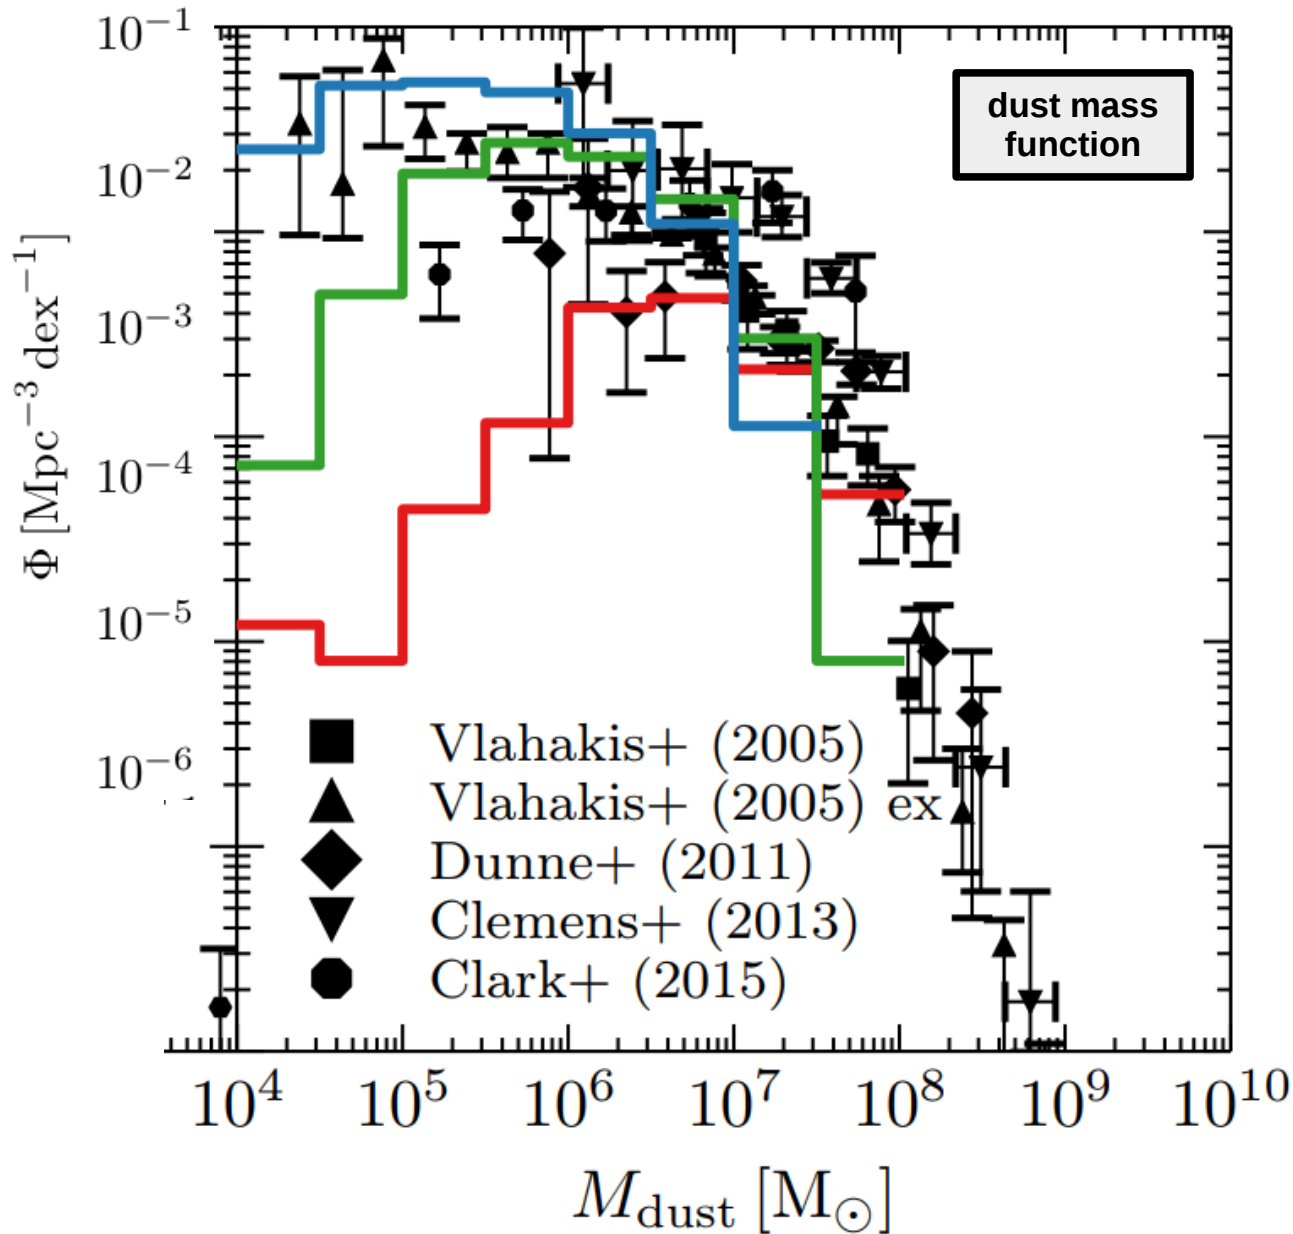 dust mass
function
10⁻¹
10⁻²
10⁻³
10⁻⁴
10⁻⁵
10⁻⁶
Φ [Mpc⁻³ dex⁻¹]
Vlahakis+ (2005)
Vlahakis+ (2005) ex
Dunne+ (2011)
Clemens+ (2013)
Clark+ (2015)
10⁴ 10⁵ 10⁶ 10⁷ 10⁸ 10⁹ 10¹⁰
M_dust [M_⊙]